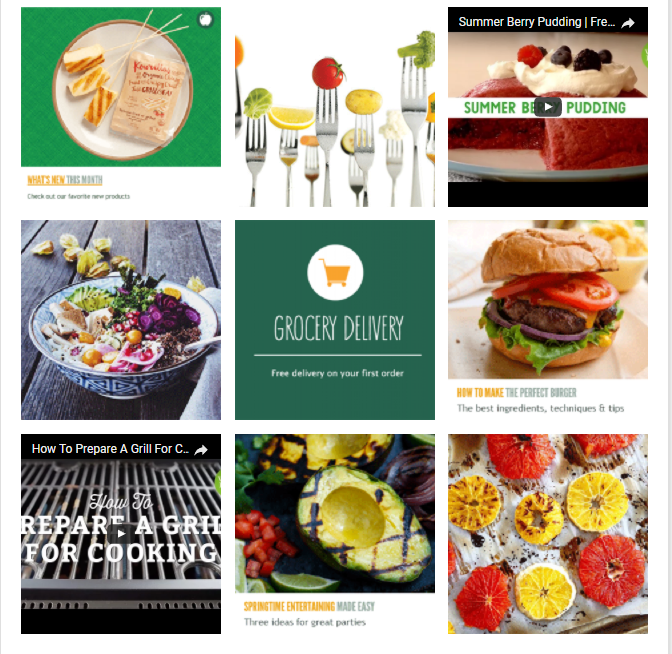 WHAT'S NEW THIS MONTH
Check out our favorite new products
Summer Berry Pudding | Fre...
SUMMER BE PUDDING
GROCERY DELIVERY
Free delivery on your first order
HOW TO MAKE THE PERFECT BURGER
The best ingredients, techniques & tips
How To Prepare A Grill For C...
How To
REPARE A GRIL
FOR COOKING
SPRINGTIME ENTERTAINING MADE EASY
Three ideas for great parties